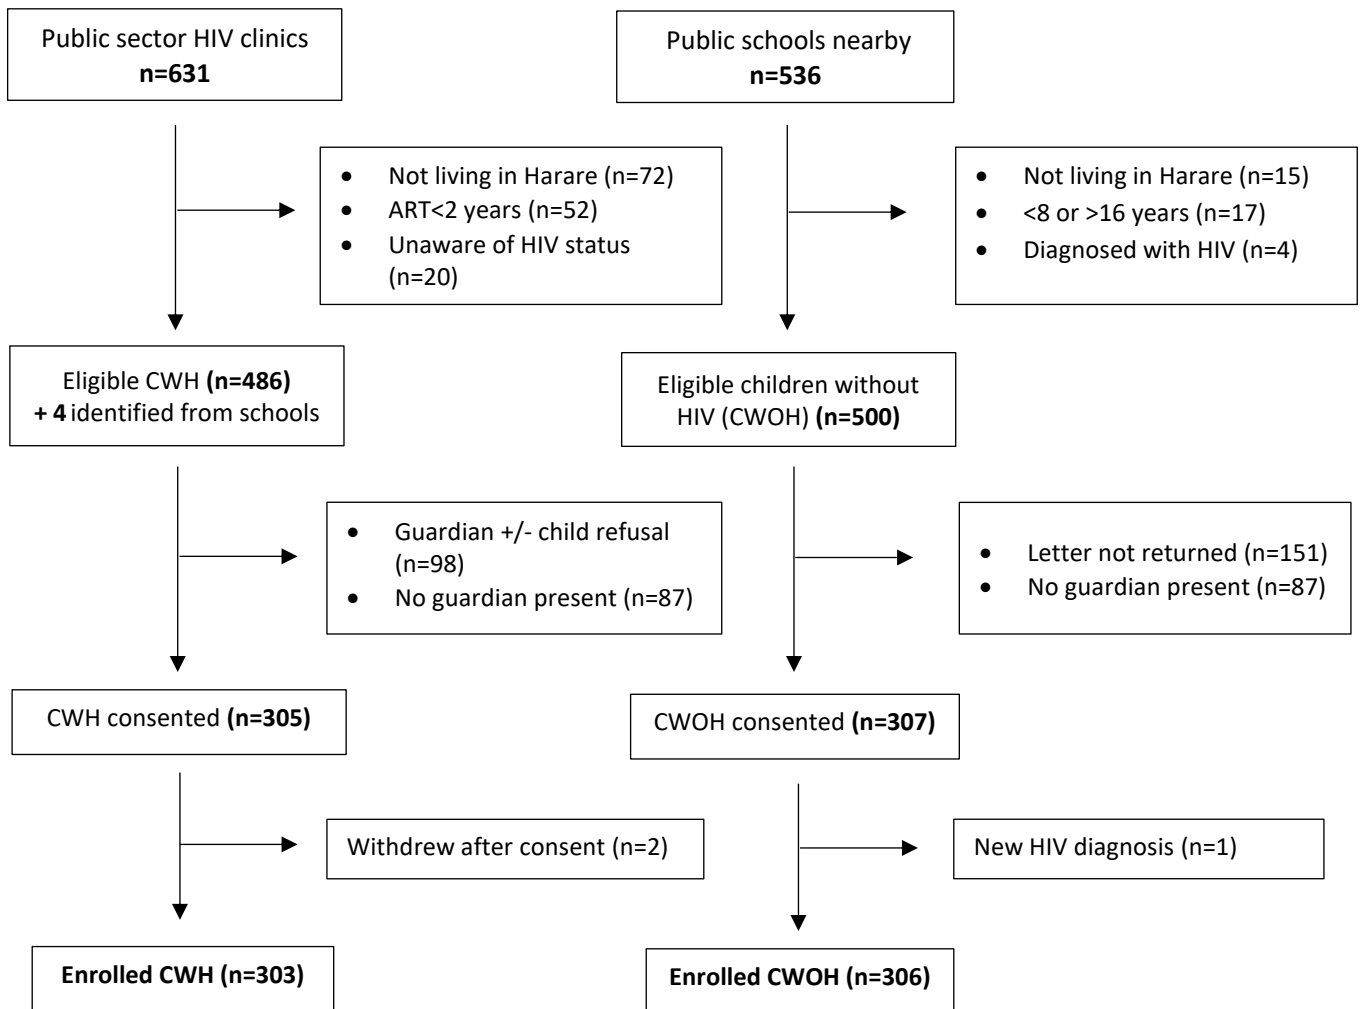 Public sector HIV clinics
n=631
Public schools nearby
n=536
• Not living in Harare (n=72)
• ART<2 years (n=52)
• Unaware of HIV status
(n=20)
• Not living in Harare (n=15)
• <8 or >16 years (n=17)
• Diagnosed with HIV (n=4)
Eligible CWH (n=486)
+ 4 identified from schools
Eligible children without
HIV (CWOH) (n=500)
• Guardian +/- child refusal
(n=98)
• No guardian present (n=87)
• Letter not returned (n=151)
• No guardian present (n=87)
CWH consented (n=305)
CWOH consented (n=307)
Withdrew after consent (n=2)
New HIV diagnosis (n=1)
Enrolled CWH (n=303)
Enrolled CWOH (n=306)